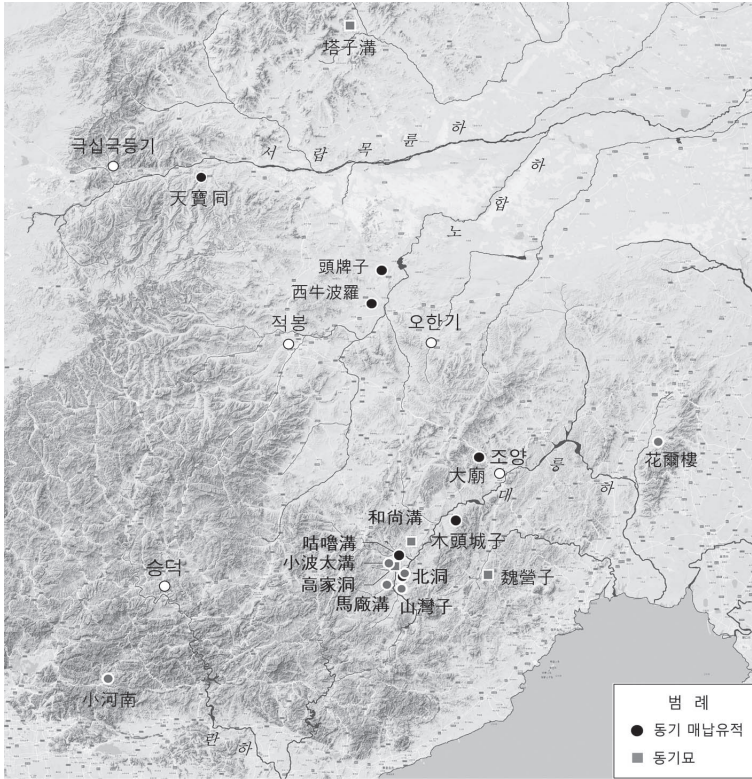 塔子溝
극십극등기
서 랍 목 륜 하
天寶同
노 합 하
頭牌子
西牛波羅
적봉
오한기
花爾樓
大廟
조양
대 릉 하
和尚溝
木頭城子
咕嚕溝
小波太溝
北洞
魏營子
高家洞
馬廠溝
山灣子
승덕
小河南
란 하
범 례
동기 매납유적
동기묘